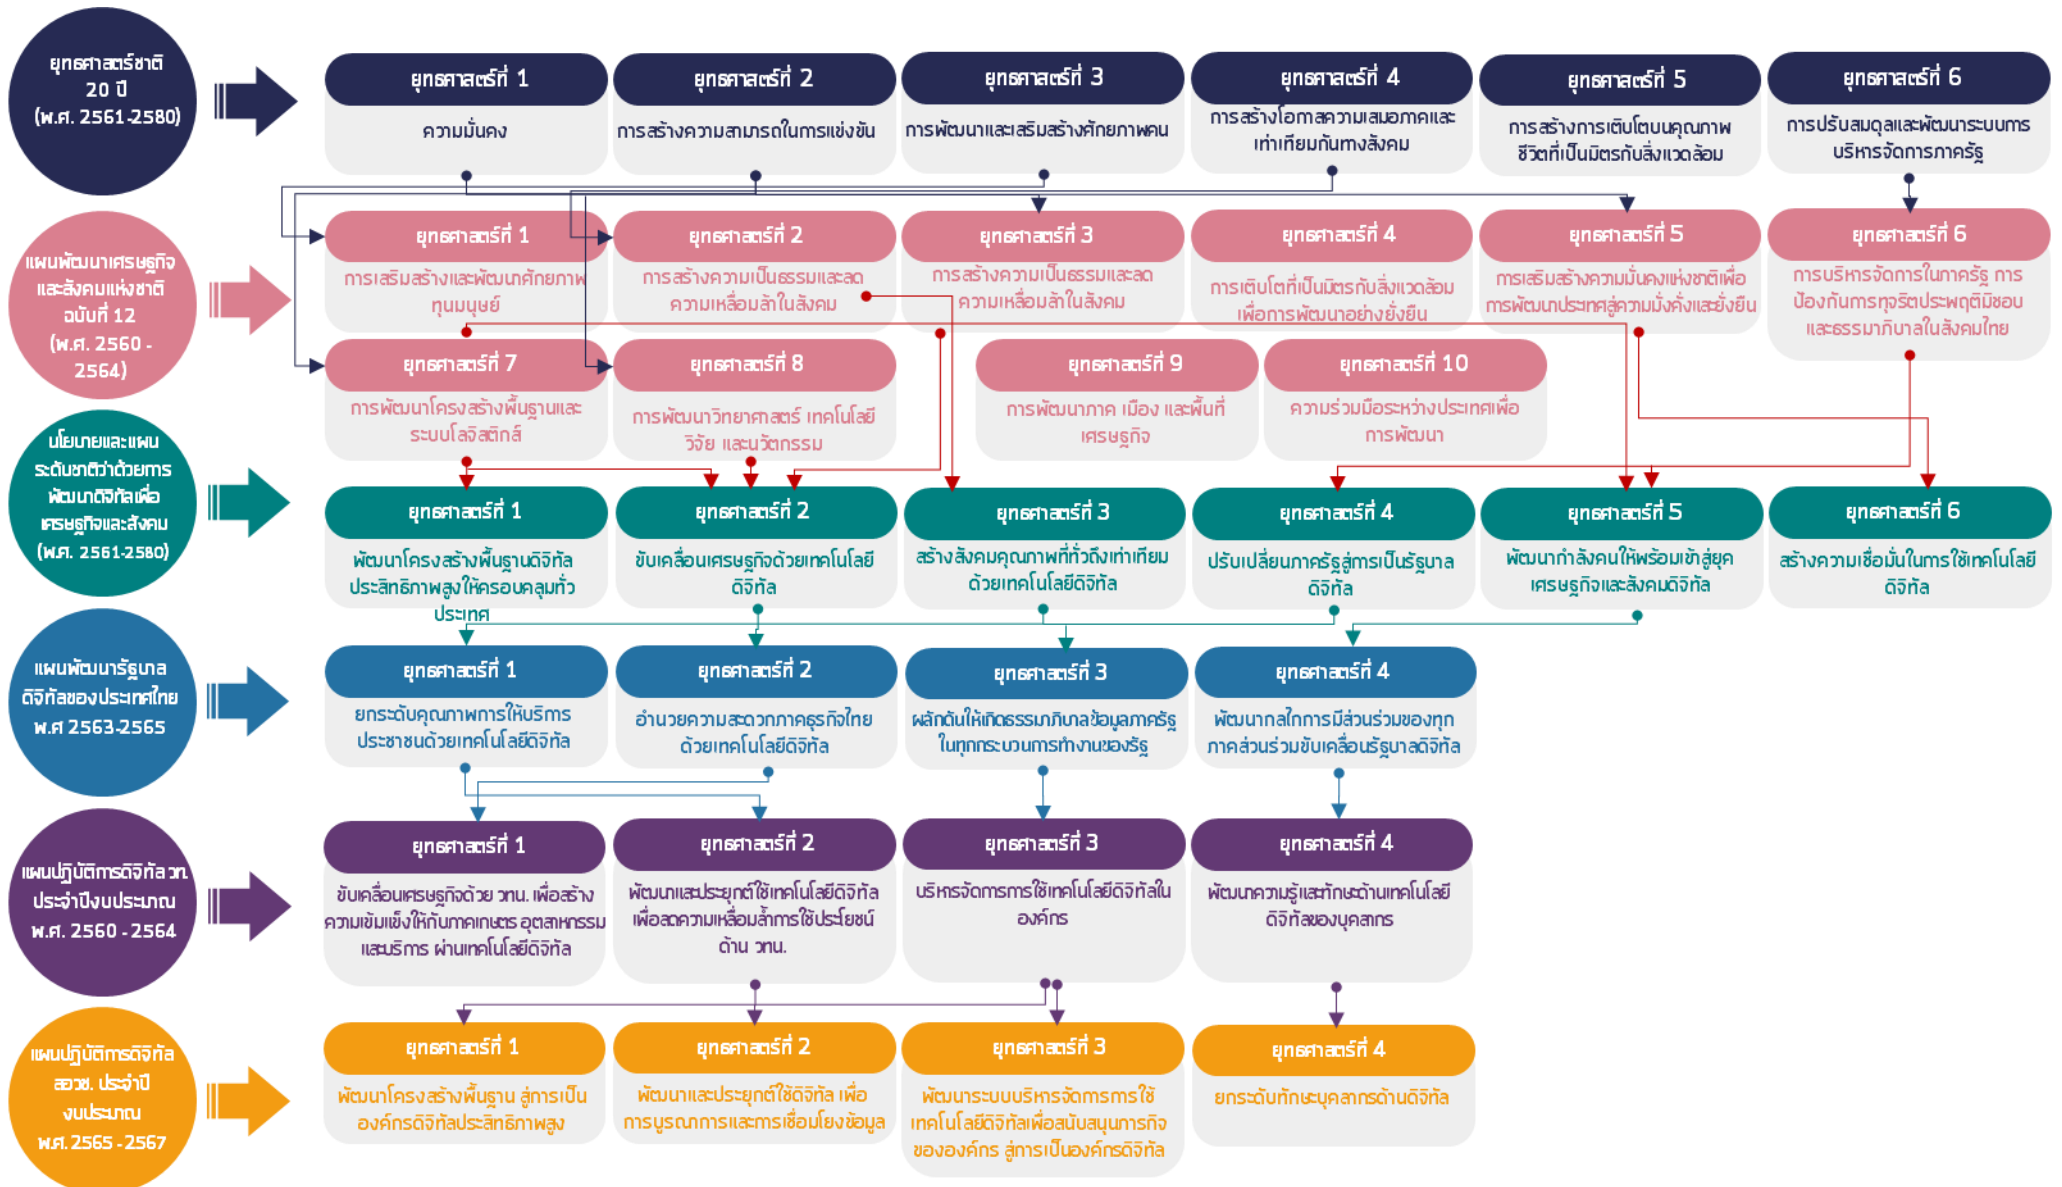 ยุทธศาสตร์ชาติ
20 ปี
(พ.ศ. 2561-2580)
ยุทธศาสตร์ที่ 1
ความมั่นคง
ยุทธศาสตร์ที่ 2
การสร้างความสามารถในการแข่งขัน
ยุทธศาสตร์ที่ 3
การพัฒนาและเสริมสร้างศักยภาพคน
ยุทธศาสตร์ที่ 4
การสร้างโอกาสความเสมอภาคและ
เท่าเทียมกันทางสังคม
ยุทธศาสตร์ที่ 5
การสร้างการเติบโตบนคุณภาพ
ชีวิตที่เป็นมิตรกับสิ่งแวดล้อม
ยุทธศาสตร์ที่ 6
การปรับสมดุลและพัฒนาระบบการ
บริหารจัดการภาครัฐ
แผนพัฒนาเศรษฐกิจ
และสังคมแห่งชาติ
ฉบับที่ 12
(พ.ศ. 2560 -
2564)
ยุทธศาสตร์ที่ 1
การเสริมสร้างและพัฒนาศักยภาพ
ทุนมนุษย์
ยุทธศาสตร์ที่ 2
การสร้างความเป็นธรรมและลด
ความเหลื่อมล้าในสังคม
ยุทธศาสตร์ที่ 3
การสร้างความเป็นธรรมและลด
ความเหลื่อมล้าในสังคม
ยุทธศาสตร์ที่ 4
การเติบโตที่เป็นมิตรกับสิ่งแวดล้อม
เพื่อการพัฒนาอย่างยั่งยืน
ยุทธศาสตร์ที่ 5
การเสริมสร้างความมั่นคงแห่งชาติเพื่อ
การพัฒนาประเทศสู่ความมั่งคั่งและยั่งยืน
ยุทธศาสตร์ที่ 6
การบริหารจัดการในภาครัฐ การ
ป้องกันการทุจริตประพฤติมิชอบ
และธรรมาภิบาลในสังคมไทย
ยุทธศาสตร์ที่ 7
การพัฒนาโครงสร้างพื้นฐานและ
ระบบโลจิสติกส์
ยุทธศาสตร์ที่ 8
การพัฒนาวิทยาศาสตร์ เทคโนโลยี
วิจัย และนวัตกรรม
ยุทธศาสตร์ที่ 9
การพัฒนาภาค เมือง และพื้นที่
เศรษฐกิจ
ยุทธศาสตร์ที่ 10
ความร่วมมือระหว่างประเทศเพื่อ
การพัฒนา
นโยบายและแผน
ระดับชาติว่าด้วยการ
พัฒนาดิจิทัลเพื่อ
เศรษฐกิจและสังคม
(พ.ศ. 2561-2580)
ยุทธศาสตร์ที่ 1
พัฒนาโครงสร้างพื้นฐานดิจิทัล
ประสิทธิภาพสูงให้ครอบคลุมทั่ว
ประเทศ
ยุทธศาสตร์ที่ 2
ขับเคลื่อนเศรษฐกิจด้วยเทคโนโลยี
ดิจิทัล
ยุทธศาสตร์ที่ 3
สร้างสังคมคุณภาพที่ทั่วถึงเท่าเทียม
ด้วยเทคโนโลยีดิจิทัล
ยุทธศาสตร์ที่ 4
ปรับเปลี่ยนภาครัฐสู่การเป็นรัฐบาล
ดิจิทัล
ยุทธศาสตร์ที่ 5
พัฒนากำลังคนให้พร้อมเข้าสู่ยุค
เศรษฐกิจและสังคมดิจิทัล
ยุทธศาสตร์ที่ 6
สร้างความเชื่อมั่นในการใช้เทคโนโลยี
ดิจิทัล
แผนพัฒนารัฐบาล
ดิจิทัลของประเทศไทย
พ.ศ 2563-2565
ยุทธศาสตร์ที่ 1
ยกระดับคุณภาพการให้บริการ
ประชาชนด้วยเทคโนโลยีดิจิทัล
ยุทธศาสตร์ที่ 2
อำนวยความสะดวกภาคธุรกิจไทย
ด้วยเทคโนโลยีดิจิทัล
ยุทธศาสตร์ที่ 3
ผลักดันให้เกิดธรรมาภิบาลข้อมูลภาครัฐ
ในทุกกระบวนการทำงานของรัฐ
ยุทธศาสตร์ที่ 4
พัฒนากลไกการมีส่วนร่วมของทุก
ภาคส่วนร่วมขับเคลื่อนรัฐบาลดิจิทัล
แผนปฏิบัติการดิจิทัล วท.
ประจำปีงบประมาณ
พ.ศ. 2560 - 2564
ยุทธศาสตร์ที่ 1
ขับเคลื่อนเศรษฐกิจด้วย วทน. เพื่อสร้าง
ความเข้มแข็งให้กับภาคเกษตร อุตสาหกรรม
และบริการ ผ่านเทคโนโลยีดิจิทัล
ยุทธศาสตร์ที่ 2
พัฒนาและประยุกต์ใช้เทคโนโลยีดิจิทัล
เพื่อลดความเหลื่อมล้ำการใช้ประโยชน์
ด้าน วทน.
ยุทธศาสตร์ที่ 3
บริหารจัดการการใช้เทคโนโลยีดิจิทัลใน
องค์กร
ยุทธศาสตร์ที่ 4
พัฒนาความรู้และทักษะด้านเทคโนโลยี
ดิจิทัลของบุคลากร
แผนปฏิบัติการดิจิทัล
สอวช. ประจำปี
งบประมาณ
พ.ศ. 2565 - 2567
ยุทธศาสตร์ที่ 1
พัฒนาโครงสร้างพื้นฐาน สู่การเป็น
องค์กรดิจิทัลประสิทธิภาพสูง
ยุทธศาสตร์ที่ 2
พัฒนาและประยุกต์ใช้ดิจิทัล เพื่อ
การบูรณาการและการเชื่อมโยงข้อมูล
ยุทธศาสตร์ที่ 3
พัฒนาระบบบริหารจัดการการใช้
เทคโนโลยีดิจิทัลเพื่อสนับสนุนภารกิจ
ขององค์กร สู่การเป็นองค์กรดิจิทัล
ยุทธศาสตร์ที่ 4
ยกระดับทักษะบุคลากรด้านดิจิทัล